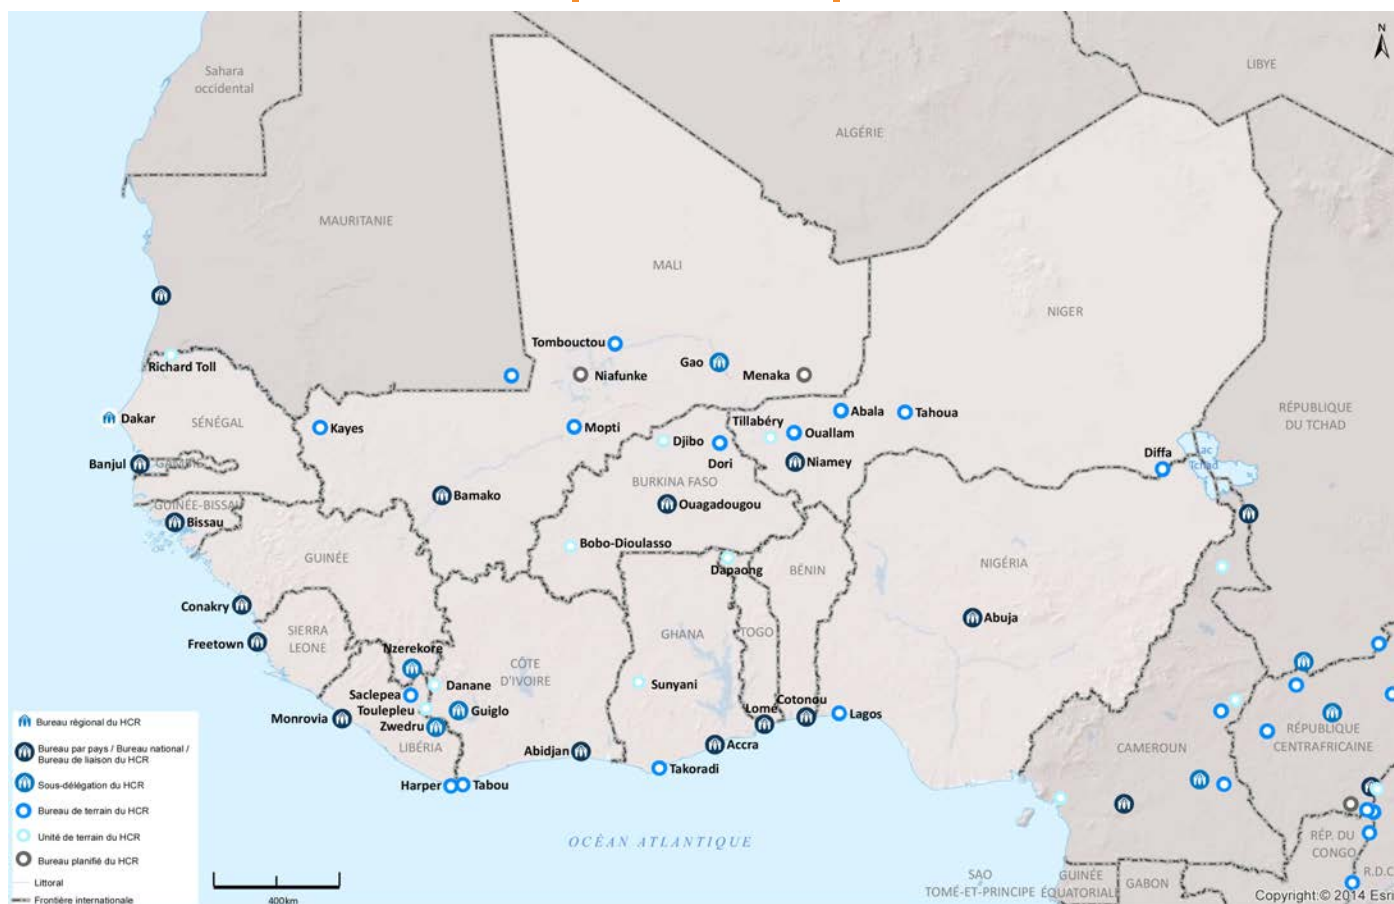 N
Sahara
occidental
LIBYE
ALGÉRIE
MAURITANIE
MALI
NIGER
Tombouctou
Richard Toll
Gao
Niafunke
Menaka
Dakar
SÉNÉGAL
Kayes
Mopti
Tillabéry
Abala
Tahoua
RÉPUBLIQUE
DU TCHAD
Djibo
Ouallam
Dori
Diffa
Lac
Tchad
Banjul
GAMBIE
Niamey
BURKINA FASO
Bamako
Ouagadougou
GUINÉE-BISSAU
Bissau
Bobo-Dioulasso
GUINÉE
Dapaong
BÉNIN
NIGÉRIA
Conakry
Abuja
SIERRA
LEONE
Freetown
GHANA
TOGO
Nzerekore
CÔTE
D'IVOIRE
Danane
Sunyani
Saclepea
Toulepleu
Guiglo
Cotonou
Lome
Lagos
Monrovia
Zwedru
LIBÉRIA
Abidjan
Accra
CAMEROUN
RÉPUBLIQUE
CENTRAFRICAINE
Takoradi
Harper
Tabou
OCÉAN ATLANTIQUE
RÉP. DU
CONGO
SAO
TOMÉ-ET-PRINCIPE
GUINÉE
ÉQUATORIALE
GABON
R.D.C
Bureau régional du HCR
Bureau par pays / Bureau national /
Bureau de liaison du HCR
Sous-délégation du HCR
Bureau de terrain du HCR
Unité de terrain du HCR
Bureau planifié du HCR
Littoral
Frontière internationale
400km
Copyright:© 2014 Esri